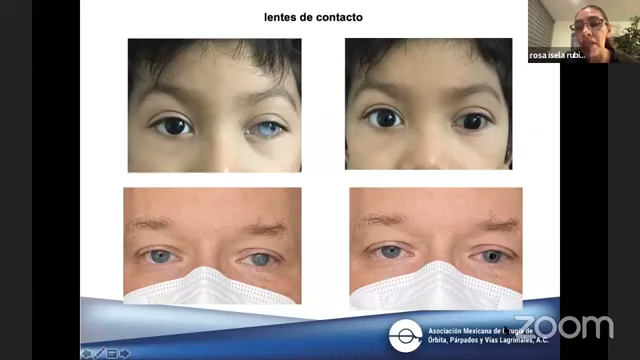 lentes de contacto
rosa isela rubi...
Asociación Mexicana de Cirugía de
Órbita, Párpados y Vías Lagrimales, A.C.
zoom